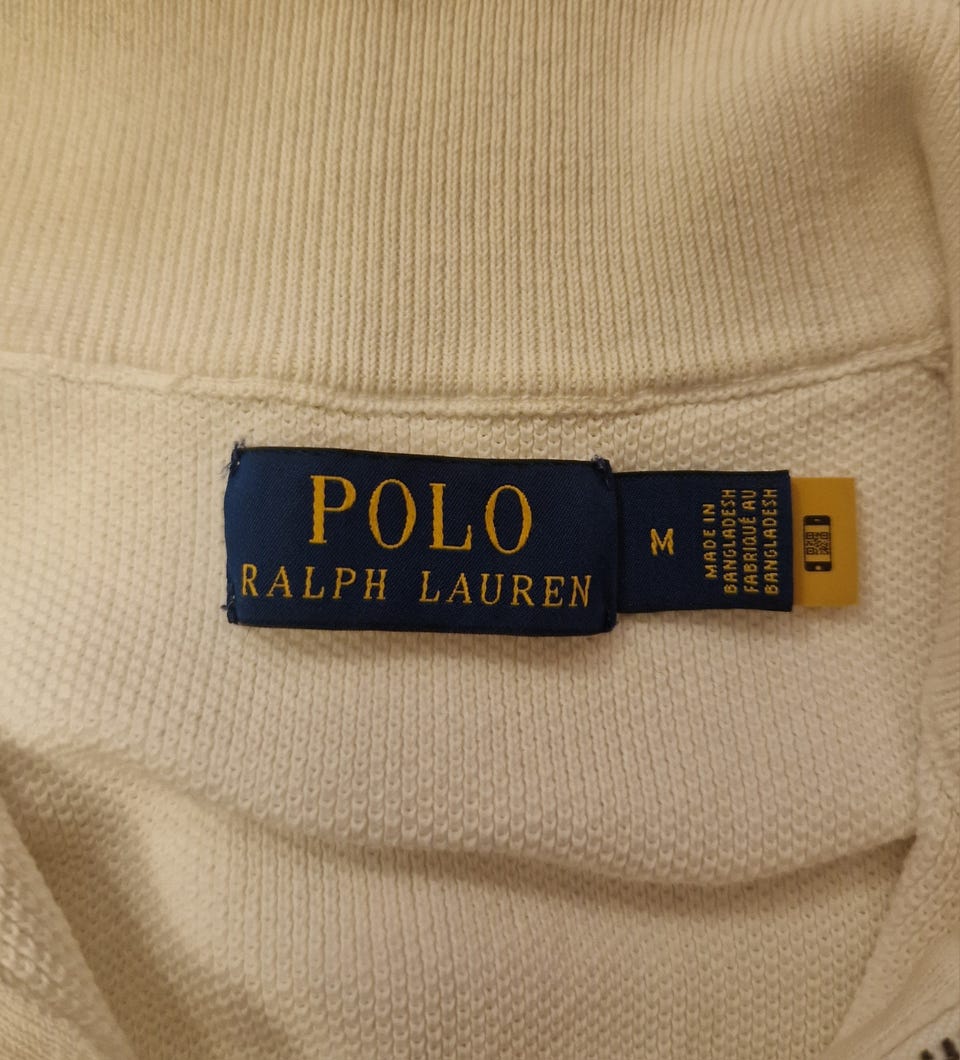 POLO
RALPH LAUREN
M
MADE IN
BANGLADESH
FABRIQUÉ AU
BANGLADESH